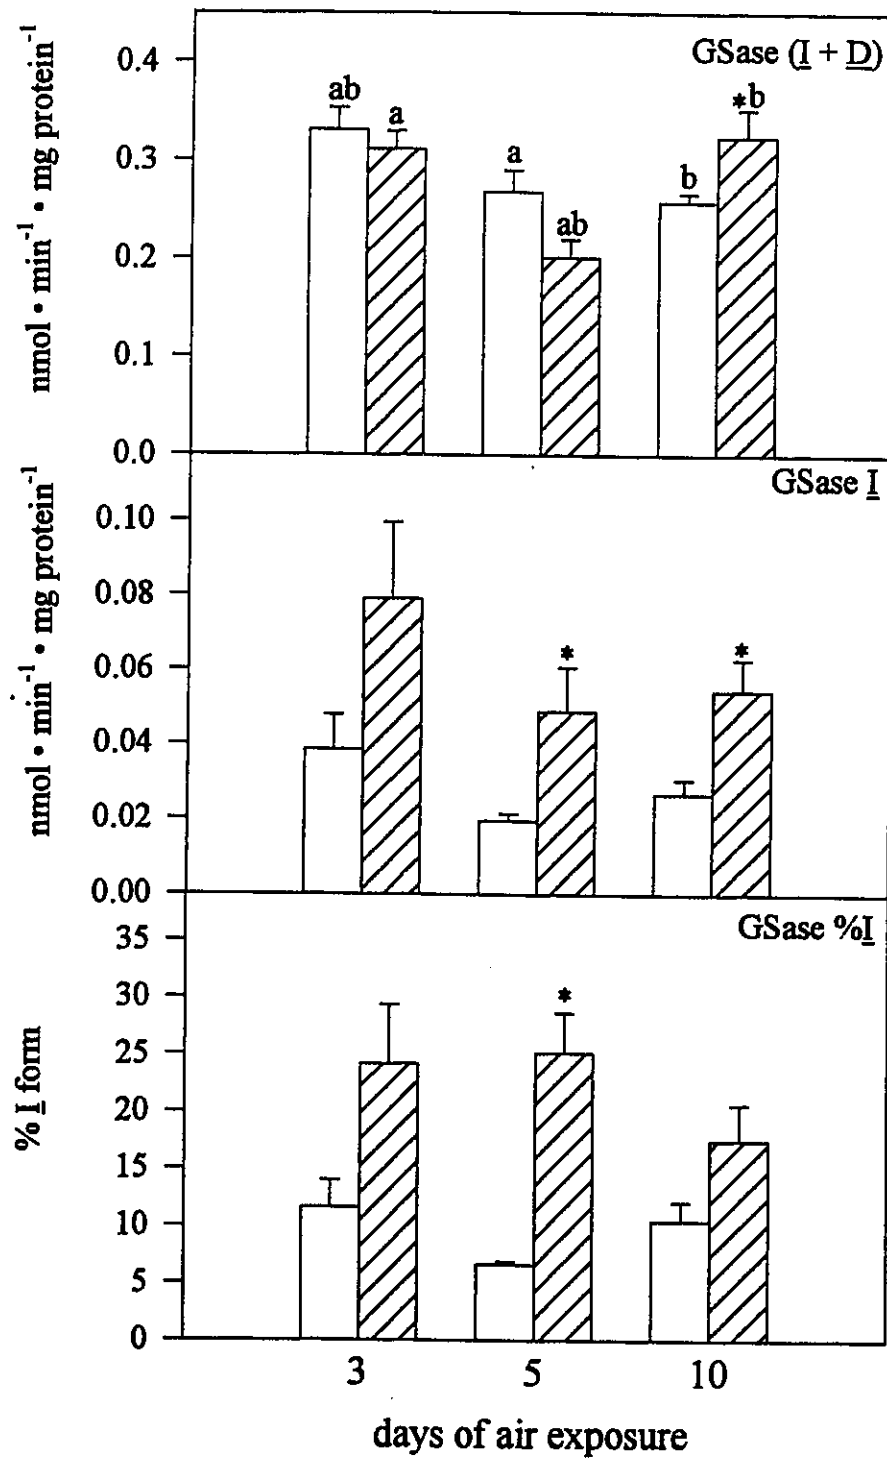 GSase (I + D)
nmol • min⁻¹ • mg protein⁻¹
0.4
0.3
0.2
0.1
0.0
ab
a
a
ab
b
*b
GSase I
nmol • min⁻¹ • mg protein⁻¹
0.10
0.08
0.06
0.04
0.02
0.00
*
*
GSase %I
% I form
35
30
25
20
15
10
5
0
*
3 5 10
days of air exposure